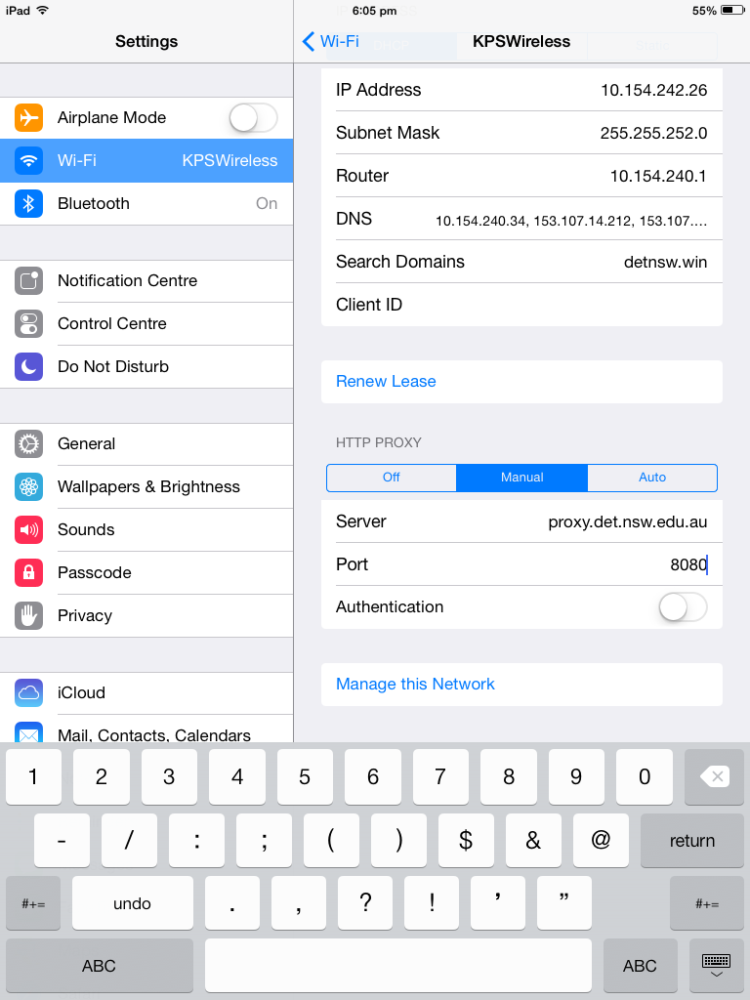 iPad 6:05 pm 55%
Settings
Wi-Fi KPSWireless
Airplane Mode
Wi-Fi KPSWireless
Bluetooth On
Notification Centre
Control Centre
Do Not Disturb
General
Wallpapers & Brightness
Sounds
Passcode
Privacy
iCloud
Mail, Contacts, Calendars
IP Address 10.154.242.26
Subnet Mask 255.255.252.0
Router 10.154.240.1
DNS 10.154.240.34, 153.107.14.212, 153.107....
Search Domains detnsw.win
Client ID
Renew Lease
HTTP PROXY
Off Manual Auto
Server proxy.det.nsw.edu.au
Port 8080
Authentication
Manage this Network
1 2 3 4 5 6 7 8 9 0
- / : ; ( ) $ & @ return
#+= undo . , ? ! ’ ” #+=
ABC ABC